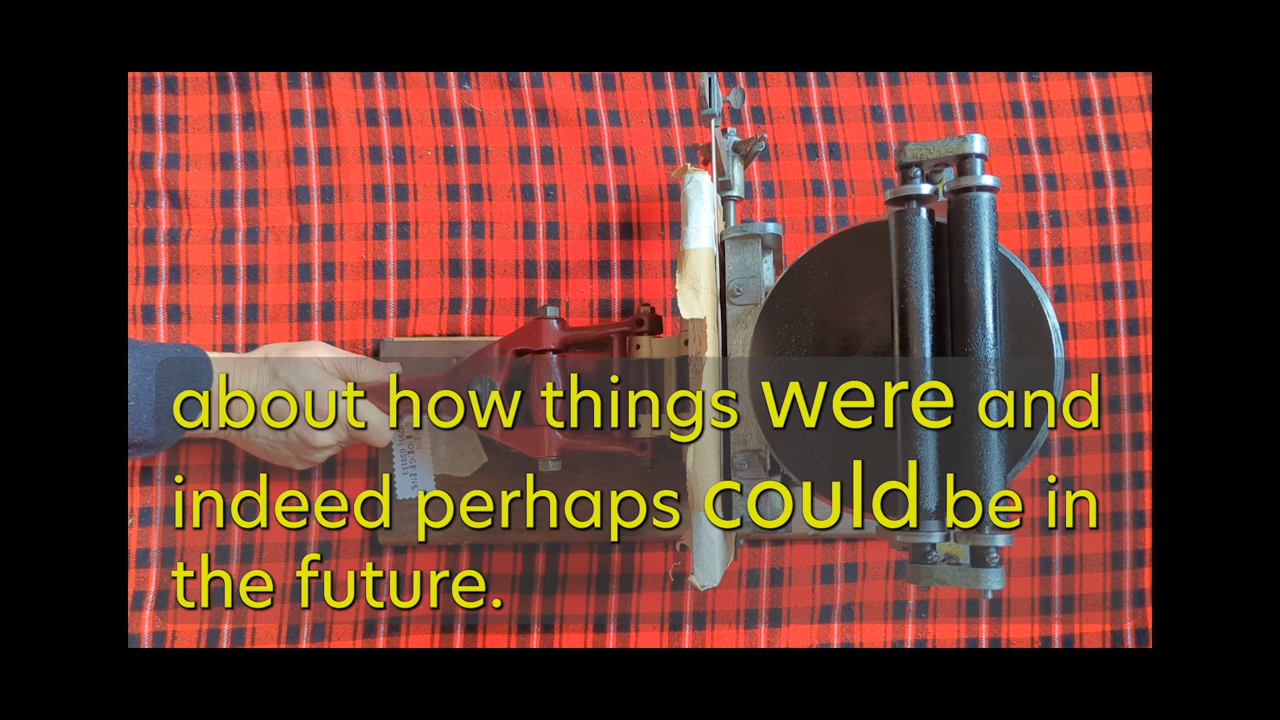 about how things were and
indeed perhaps could be in
the future.